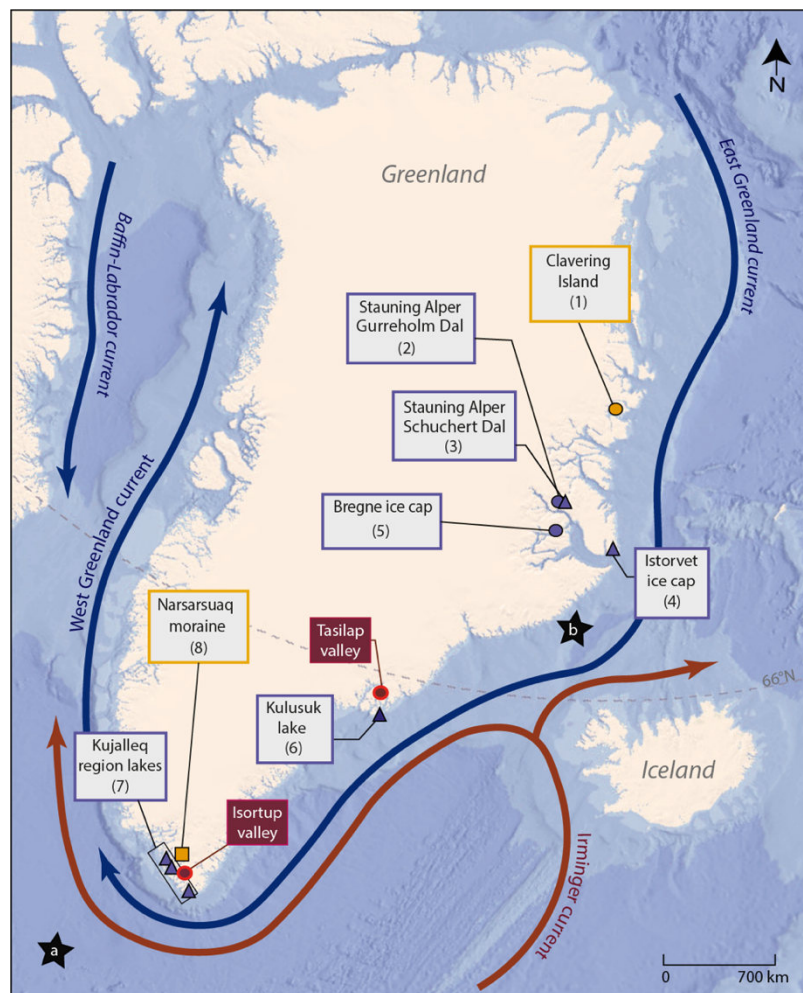 N
Greenland
East Greenland current
Baffin-Labrador current
Clavering
Island
(1)
Stauning Alper
Gurreholm Dal
(2)
Stauning Alper
Schuchert Dal
(3)
Bregne ice cap
(5)
Istorvet
ice cap
(4)
West Greenland current
Narsarsuaq
moraine
(8)
Tasilap
valley
b
66°N
Kulusuk
lake
(6)
Kujalleq
region lakes
(7)
Iceland
Isortup
valley
Irminger current
a
0 700 km